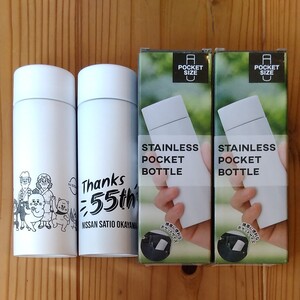 Thanks
55th
NISSAN SATIO OKAYAMA
POCKET
SIZE
STAINLESS
POCKET
BOTTLE
POCKET
SIZE
STAINLESS
POCKET
BOTTLE